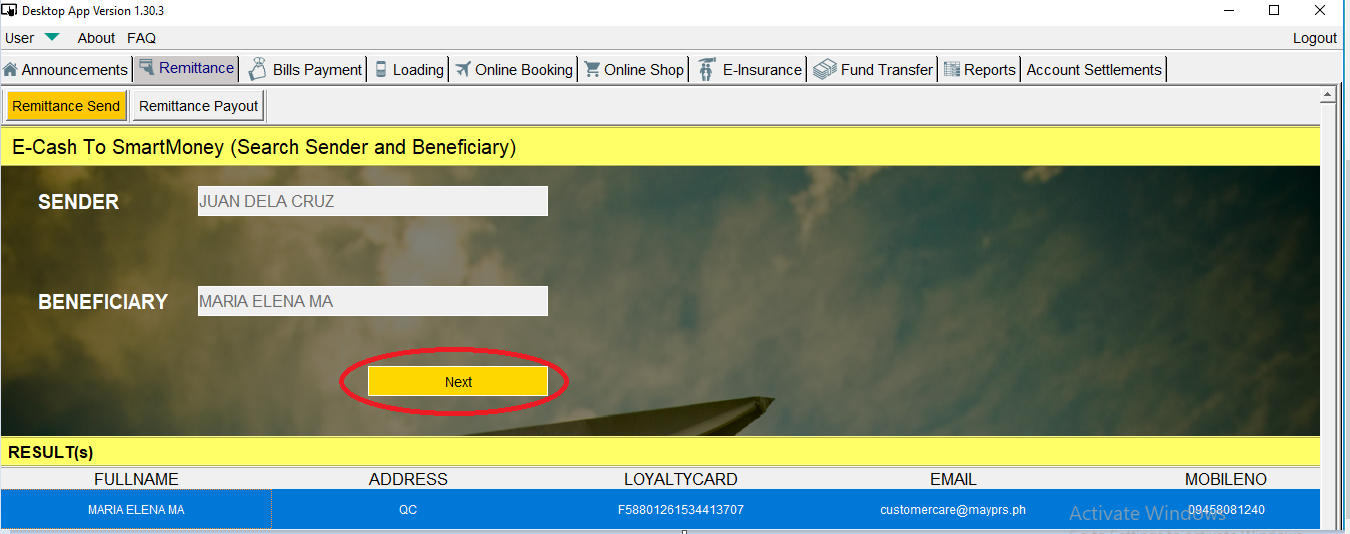 Desktop App Version 1.30.3
User About FAQ Logout
Announcements Remittance Bills Payment Loading Online Booking Online Shop E-Insurance Fund Transfer Reports Account Settlements
Remittance Send Remittance Payout
E-Cash To SmartMoney (Search Sender and Beneficiary)
SENDER JUAN DELA CRUZ
BENEFICIARY MARIA ELENA MA
Next
RESULT(s)
FULLNAME ADDRESS LOYALTYCARD EMAIL MOBILENO
MARIA ELENA MA QC F58801261534413707 customercare@mayprs.ph 09458081240
Activate Windows